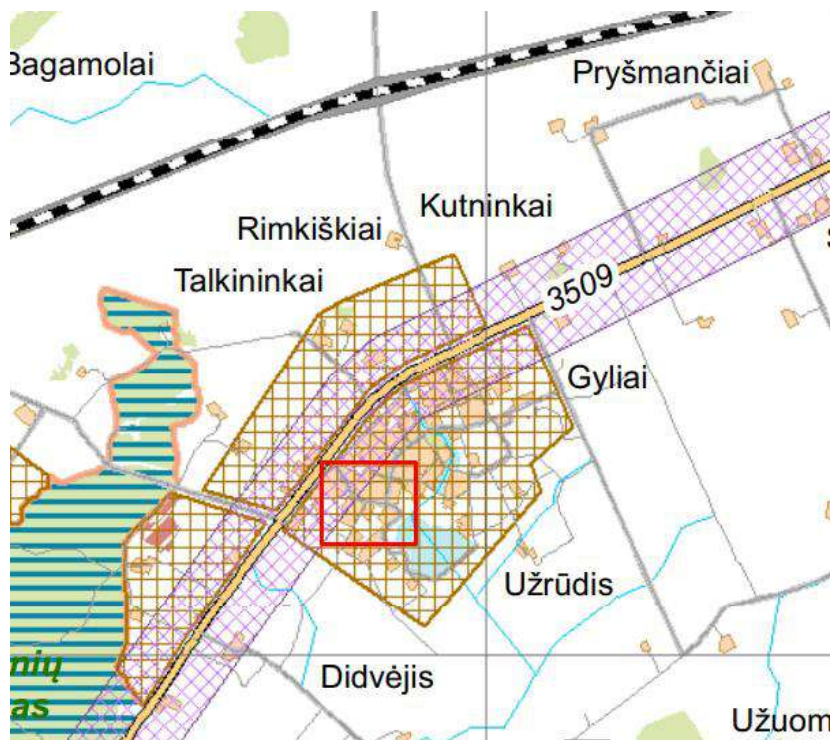 Bagamolai
Pryšmančiai
Kutninkai
Rimkiškiai
Talkininkai
3509
Gyliai
Užrūdis
nių
as
Didvėjis
Užuom